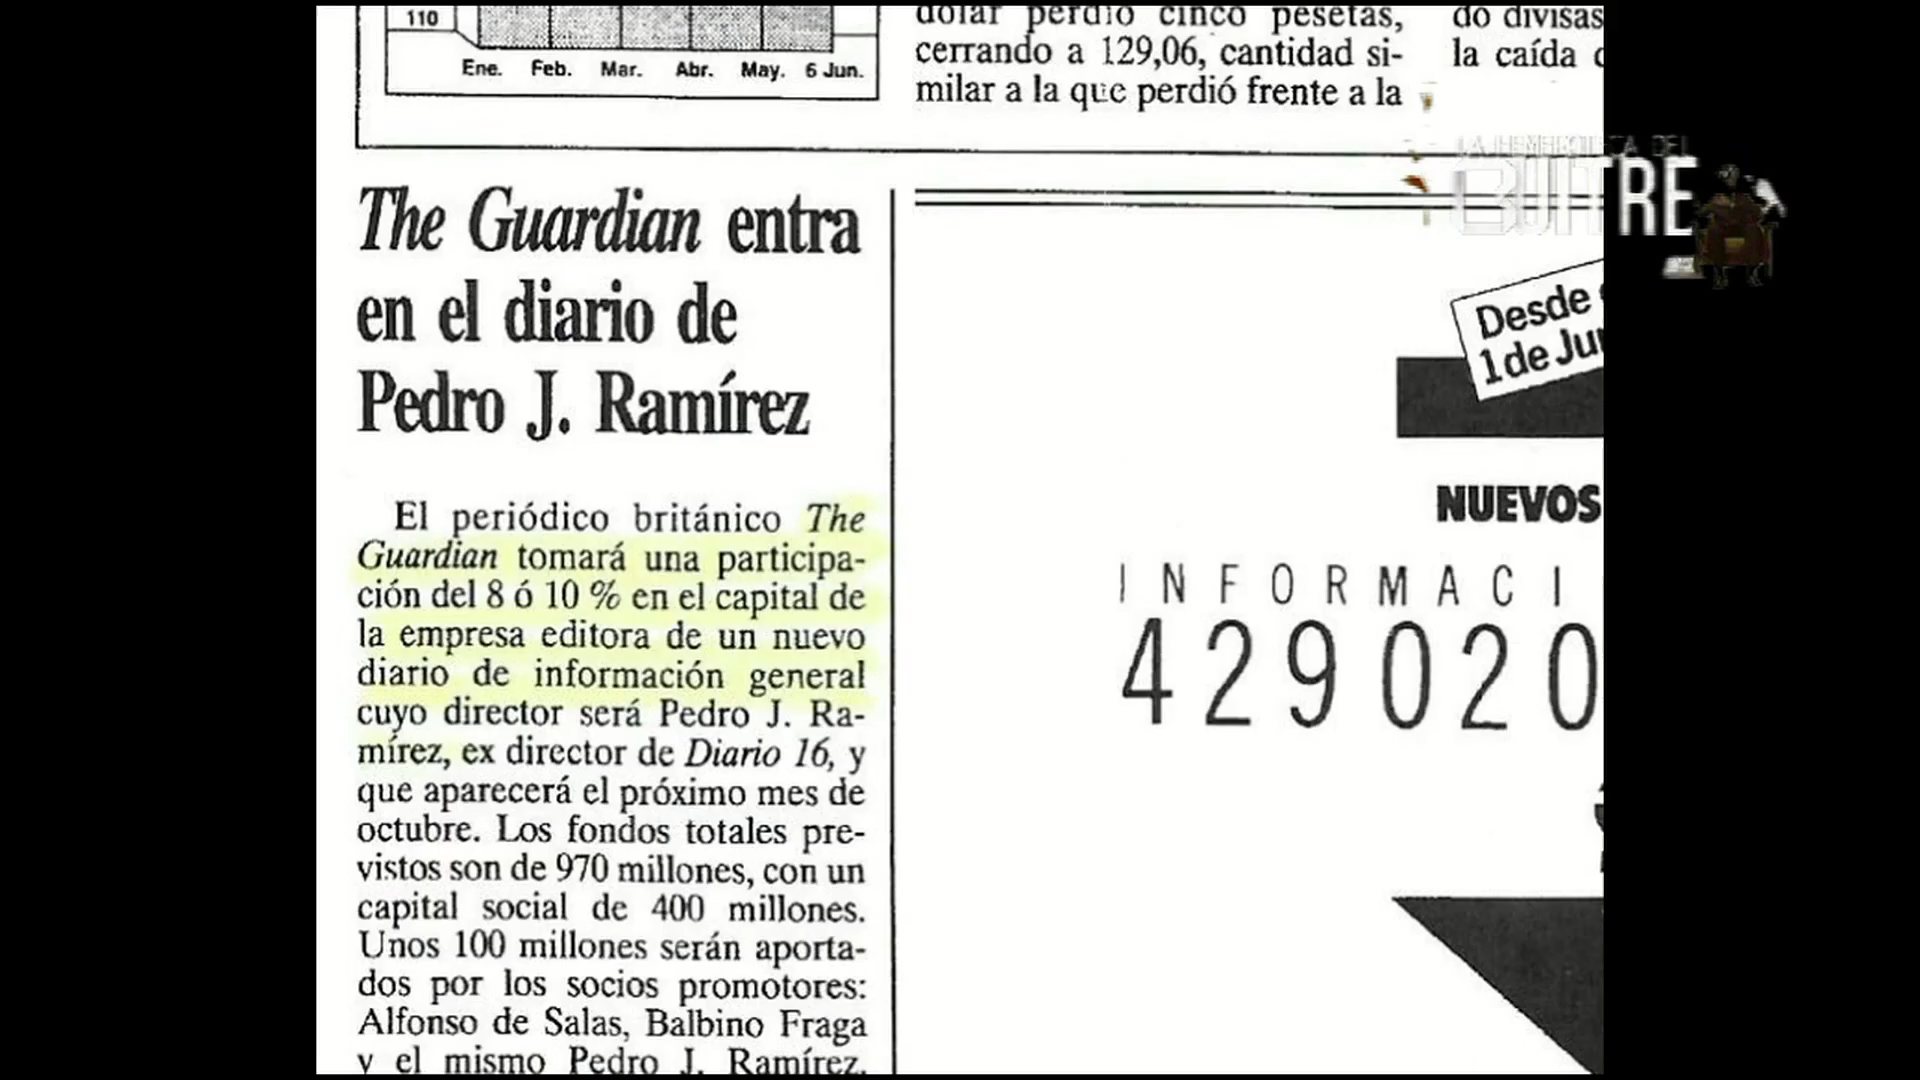 110
Ene. Feb. Mar. Abr. May. 6 Jun.
dólar perdió cinco pesetas,
cerrando a 129,06, cantidad si-
milar a la que perdió frente a la
do divisas
la caída
LA HEMEROTECA DEL
BUITRE
The Guardian entra
en el diario de
Pedro J. Ramírez
El periódico británico The
Guardian tomará una participa-
ción del 8 ó 10 % en el capital de
la empresa editora de un nuevo
diario de información general
cuyo director será Pedro J. Ra-
mírez, ex director de Diario 16, y
que aparecerá el próximo mes de
octubre. Los fondos totales pre-
vistos son de 970 millones, con un
capital social de 400 millones.
Unos 100 millones serán aporta-
dos por los socios promotores:
Alfonso de Salas, Balbino Fraga
y el mismo Pedro J. Ramírez.
Desde
1 de Ju
NUEVOS
INFORMACI
429020